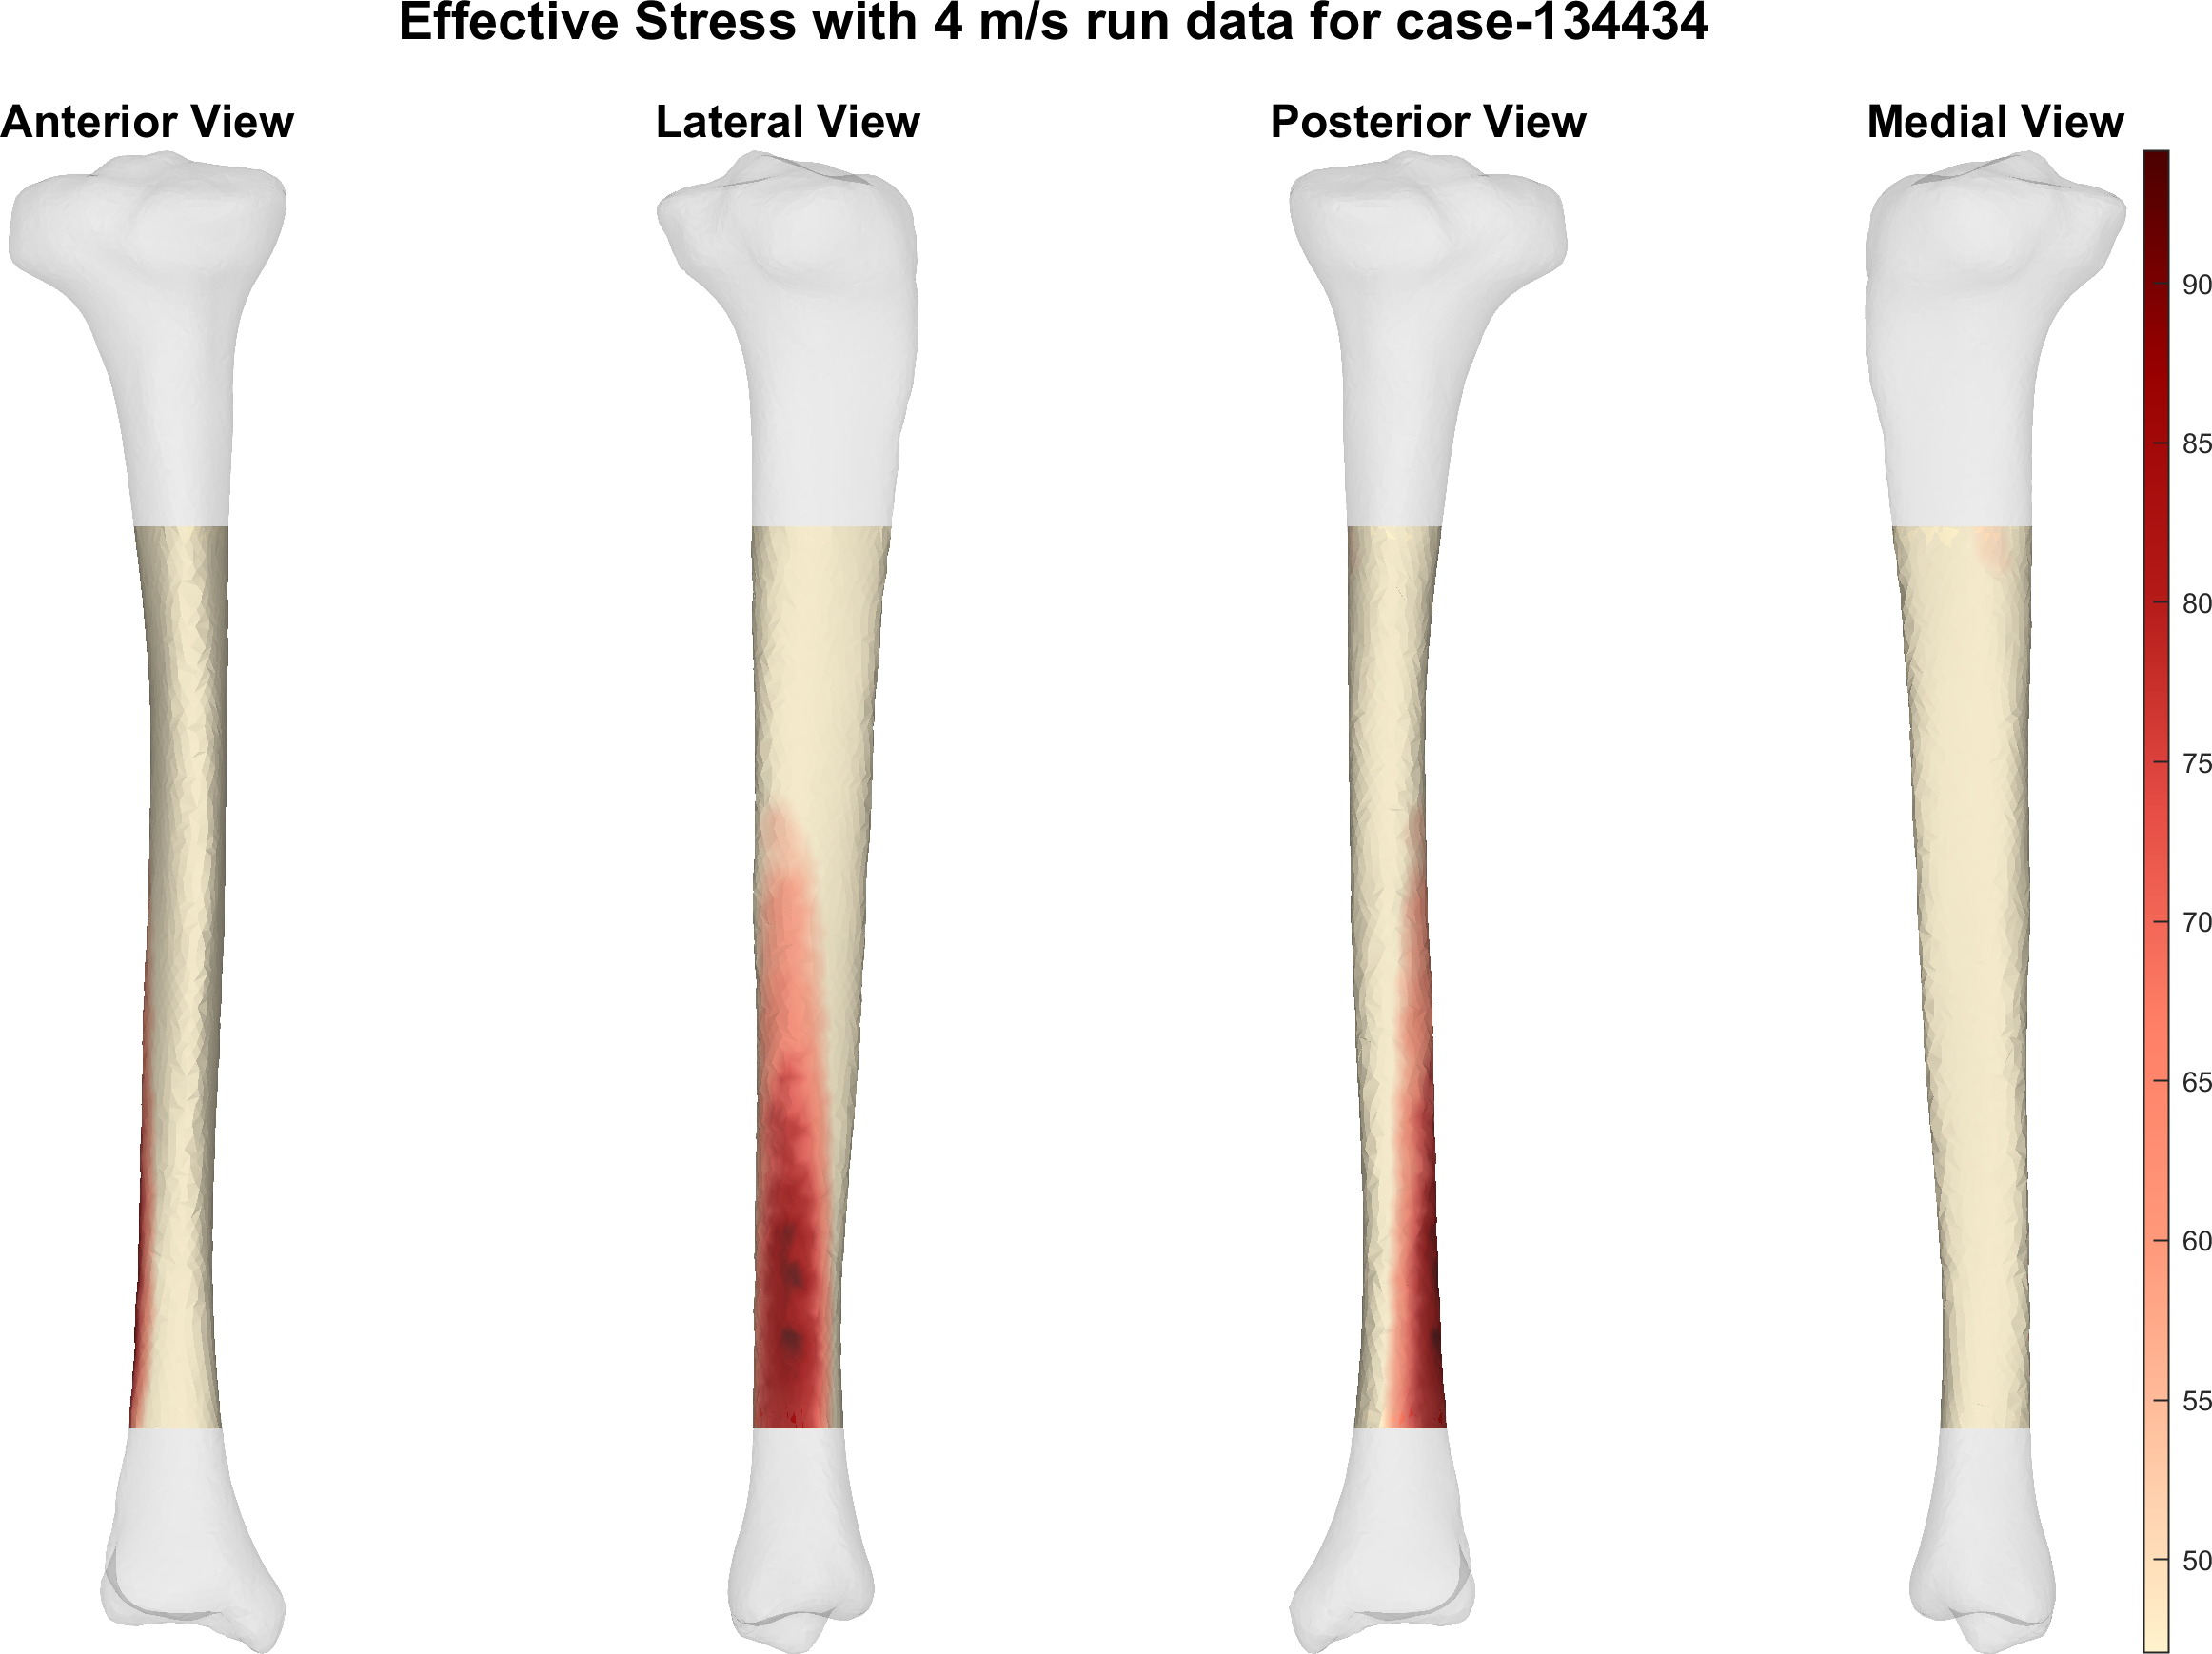 Effective Stress with 4 m/s run data for case-134434
Anterior View
Lateral View
Posterior View
Medial View
90
85
80
75
70
65
60
55
50